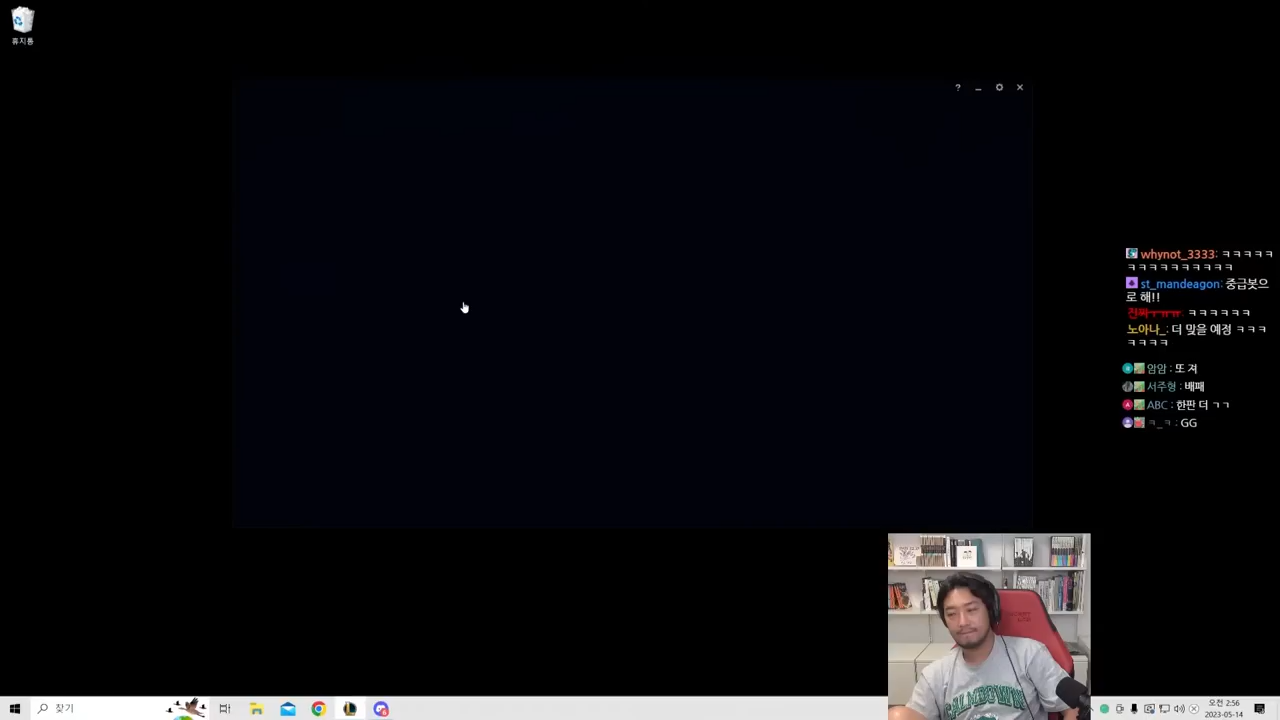 휴지통
whynot_3333: ㅋㅋㅋㅋㅋ
ㅋㅋㅋㅋㅋㅋㅋㅋㅋㅋ
st_mandeagon: 중급봇으
로 해!!
ㅋㅋㅋㅋㅋㅋ
노아나_: 더 맞을 예정 ㅋㅋㅋ
ㅋㅋㅋㅋ
암암 : 또 져
서주형 : 배패
ABC : 한판 더 ㄱㄱ
ㅋ_ㅋ : GG
찾기
오전 2:56
2023-05-14